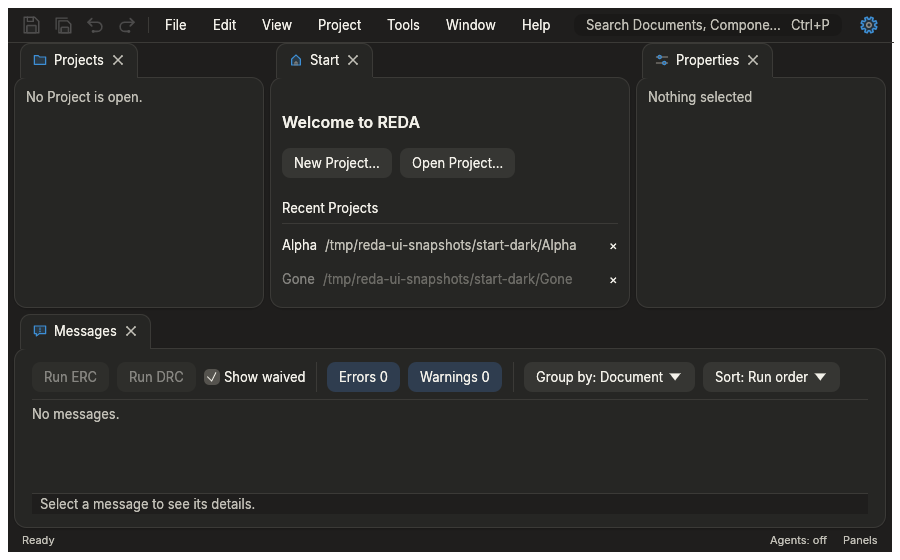 File Edit View Project Tools Window Help Search Documents, Compone... Ctrl+P
Projects
Start
Properties
No Project is open.
Welcome to REDA
New Project... Open Project...
Recent Projects
Alpha /tmp/reda-ui-snapshots/start-dark/Alpha ×
Gone /tmp/reda-ui-snapshots/start-dark/Gone ×
Nothing selected
Messages
Run ERC Run DRC Show waived Errors 0 Warnings 0 Group by: Document Sort: Run order
No messages.
Select a message to see its details.
Ready Agents: off Panels